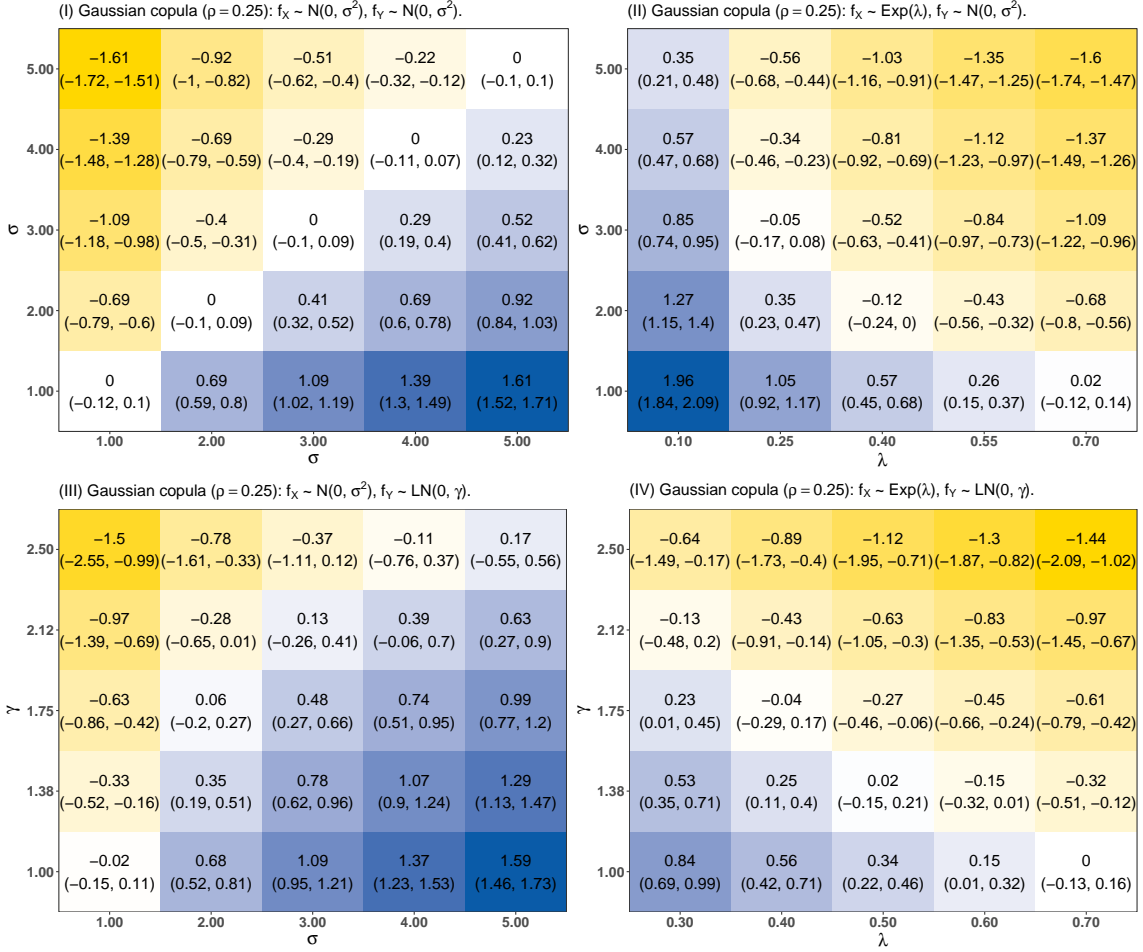 (I) Gaussian copula (ρ = 0.25): f_X ~ N(0, σ²), f_Y ~ N(0, σ²).
5.00
−1.61 −0.92 −0.51 −0.22 0
(−1.72, −1.51) (−1, −0.82) (−0.62, −0.4) (−0.32, −0.12) (−0.1, 0.1)
4.00
−1.39 −0.69 −0.29 0 0.23
(−1.48, −1.28) (−0.79, −0.59) (−0.4, −0.19) (−0.11, 0.07) (0.12, 0.32)
σ
3.00
−1.09 −0.4 0 0.29 0.52
(−1.18, −0.98) (−0.5, −0.31) (−0.1, 0.09) (0.19, 0.4) (0.41, 0.62)
2.00
−0.69 0 0.41 0.69 0.92
(−0.79, −0.6) (−0.1, 0.09) (0.32, 0.52) (0.6, 0.78) (0.84, 1.03)
1.00
0 0.69 1.09 1.39 1.61
(−0.12, 0.1) (0.59, 0.8) (1.02, 1.19) (1.3, 1.49) (1.52, 1.71)
1.00 2.00 3.00 4.00 5.00
σ
(II) Gaussian copula (ρ = 0.25): f_X ~ Exp(λ), f_Y ~ N(0, σ²).
5.00
0.35 −0.56 −1.03 −1.35 −1.6
(0.21, 0.48) (−0.68, −0.44) (−1.16, −0.91) (−1.47, −1.25) (−1.74, −1.47)
4.00
0.57 −0.34 −0.81 −1.12 −1.37
(0.47, 0.68) (−0.46, −0.23) (−0.92, −0.69) (−1.23, −0.97) (−1.49, −1.26)
σ
3.00
0.85 −0.05 −0.52 −0.84 −1.09
(0.74, 0.95) (−0.17, 0.08) (−0.63, −0.41) (−0.97, −0.73) (−1.22, −0.96)
2.00
1.27 0.35 −0.12 −0.43 −0.68
(1.15, 1.4) (0.23, 0.47) (−0.24, 0) (−0.56, −0.32) (−0.8, −0.56)
1.00
1.96 1.05 0.57 0.26 0.02
(1.84, 2.09) (0.92, 1.17) (0.45, 0.68) (0.15, 0.37) (−0.12, 0.14)
0.10 0.25 0.40 0.55 0.70
λ
(III) Gaussian copula (ρ = 0.25): f_X ~ N(0, σ²), f_Y ~ LN(0, γ).
2.50
−1.5 −0.78 −0.37 −0.11 0.17
(−2.55, −0.99) (−1.61, −0.33) (−1.11, 0.12) (−0.76, 0.37) (−0.55, 0.56)
2.12
−0.97 −0.28 0.13 0.39 0.63
(−1.39, −0.69) (−0.65, 0.01) (−0.26, 0.41) (−0.06, 0.7) (0.27, 0.9)
γ
1.75
−0.63 0.06 0.48 0.74 0.99
(−0.86, −0.42) (−0.2, 0.27) (0.27, 0.66) (0.51, 0.95) (0.77, 1.2)
1.38
−0.33 0.35 0.78 1.07 1.29
(−0.52, −0.16) (0.19, 0.51) (0.62, 0.96) (0.9, 1.24) (1.13, 1.47)
1.00
−0.02 0.68 1.09 1.37 1.59
(−0.15, 0.11) (0.52, 0.81) (0.95, 1.21) (1.23, 1.53) (1.46, 1.73)
1.00 2.00 3.00 4.00 5.00
σ
(IV) Gaussian copula (ρ = 0.25): f_X ~ Exp(λ), f_Y ~ LN(0, γ).
2.50
−0.64 −0.89 −1.12 −1.3 −1.44
(−1.49, −0.17) (−1.73, −0.4) (−1.95, −0.71) (−1.87, −0.82) (−2.09, −1.02)
2.12
−0.13 −0.43 −0.63 −0.83 −0.97
(−0.48, 0.2) (−0.91, −0.14) (−1.05, −0.3) (−1.35, −0.53) (−1.45, −0.67)
γ
1.75
0.23 −0.04 −0.27 −0.45 −0.61
(0.01, 0.45) (−0.29, 0.17) (−0.46, −0.06) (−0.66, −0.24) (−0.79, −0.42)
1.38
0.53 0.25 0.02 −0.15 −0.32
(0.35, 0.71) (0.11, 0.4) (−0.15, 0.21) (−0.32, 0.01) (−0.51, −0.12)
1.00
0.84 0.56 0.34 0.15 0
(0.69, 0.99) (0.42, 0.71) (0.22, 0.46) (0.01, 0.32) (−0.13, 0.16)
0.30 0.40 0.50 0.60 0.70
λ